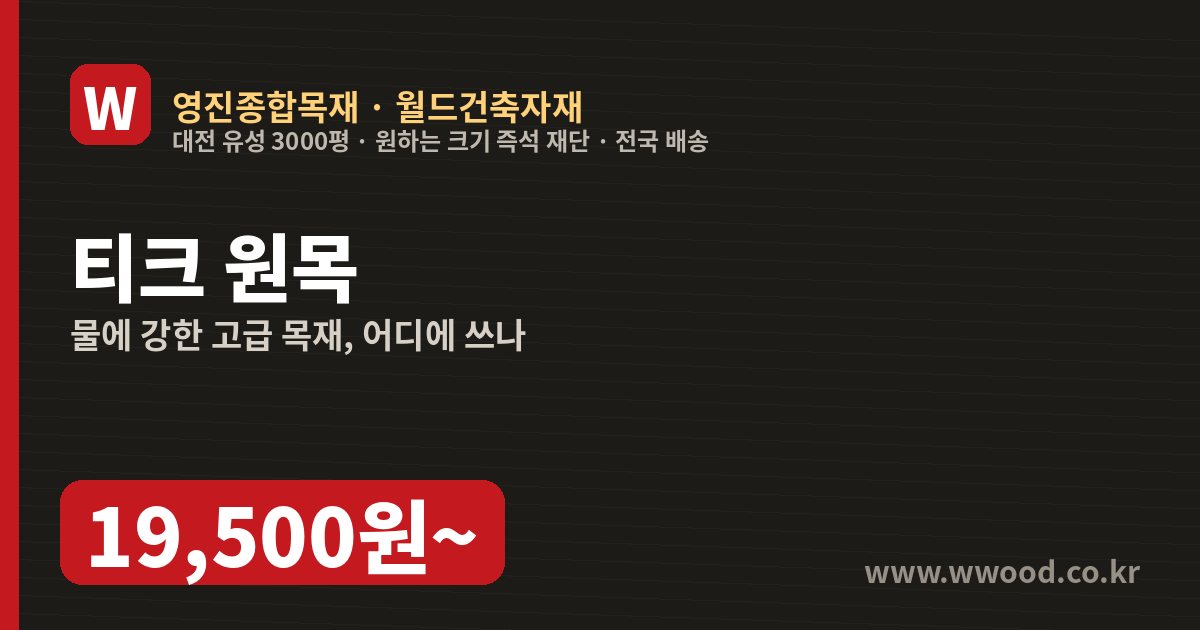 W
영진종합목재 · 월드건축자재
대전 유성 3000평 · 원하는 크기 즉석 재단 · 전국 배송
티크 원목
물에 강한 고급 목재, 어디에 쓰나
19,500원~
www.wwood.co.kr